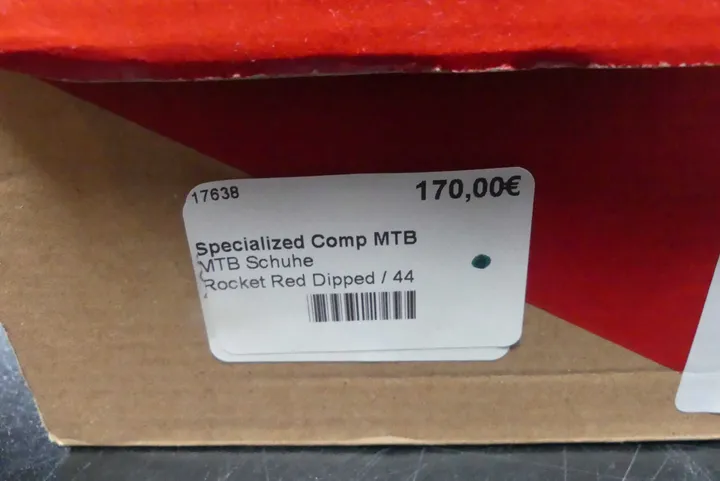 17638
170,00€
Specialized Comp MTB
MTB Schuhe
Rocket Red Dipped / 44